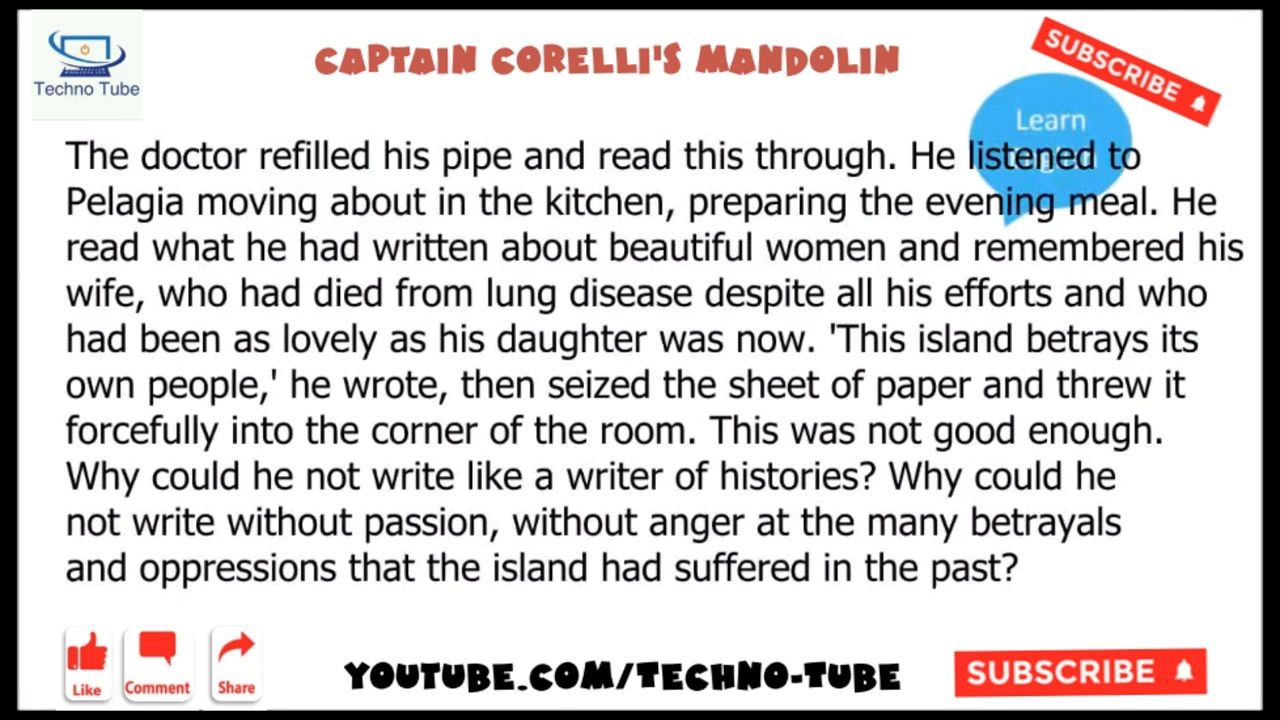 CAPTAIN CORELLI'S MANDOLIN
SUBSCRIBE
Techno Tube
Learn
English
The doctor refilled his pipe and read this through. He listened to
Pelagia moving about in the kitchen, preparing the evening meal. He
read what he had written about beautiful women and remembered his
wife, who had died from lung disease despite all his efforts and who
had been as lovely as his daughter was now. 'This island betrays its
own people,' he wrote, then seized the sheet of paper and threw it
forcefully into the corner of the room. This was not good enough.
Why could he not write like a writer of histories? Why could he
not write without passion, without anger at the many betrayals
and oppressions that the island had suffered in the past?
Like
Comment
Share
YOUTUBE.COM/TECHNO-TUBE
SUBSCRIBE